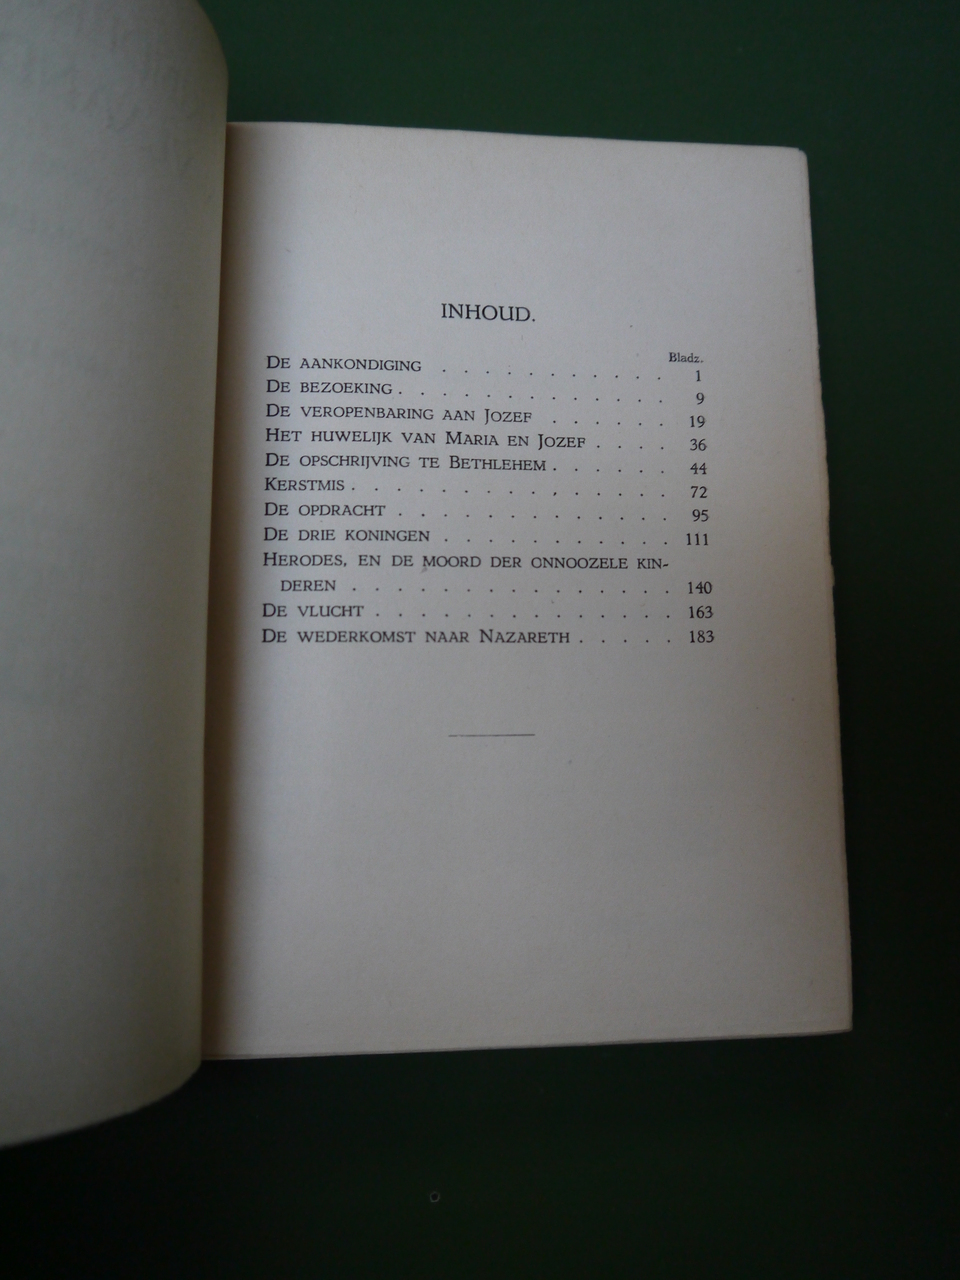 INHOUD.
Bladz.
DE AANKONDIGING . . . . . . . . . . . . 1
DE BEZOEKING . . . . . . . . . . . . . . 9
DE VEROPENBARING AAN JOZEF . . . . . . 19
HET HUWELIJK VAN MARIA EN JOZEF . . . . 36
DE OPSCHRIJVING TE BETHLEHEM . . . . . . 44
KERSTMIS . . . . . . . . . . . . . . . . 72
DE OPDRACHT . . . . . . . . . . . . . . 95
DE DRIE KONINGEN . . . . . . . . . . . . 111
HERODES, EN DE MOORD DER ONNOOZELE KIN-
DEREN . . . . . . . . . . . . . . . . . 140
DE VLUCHT . . . . . . . . . . . . . . . 163
DE WEDERKOMST NAAR NAZARETH . . . . . 183